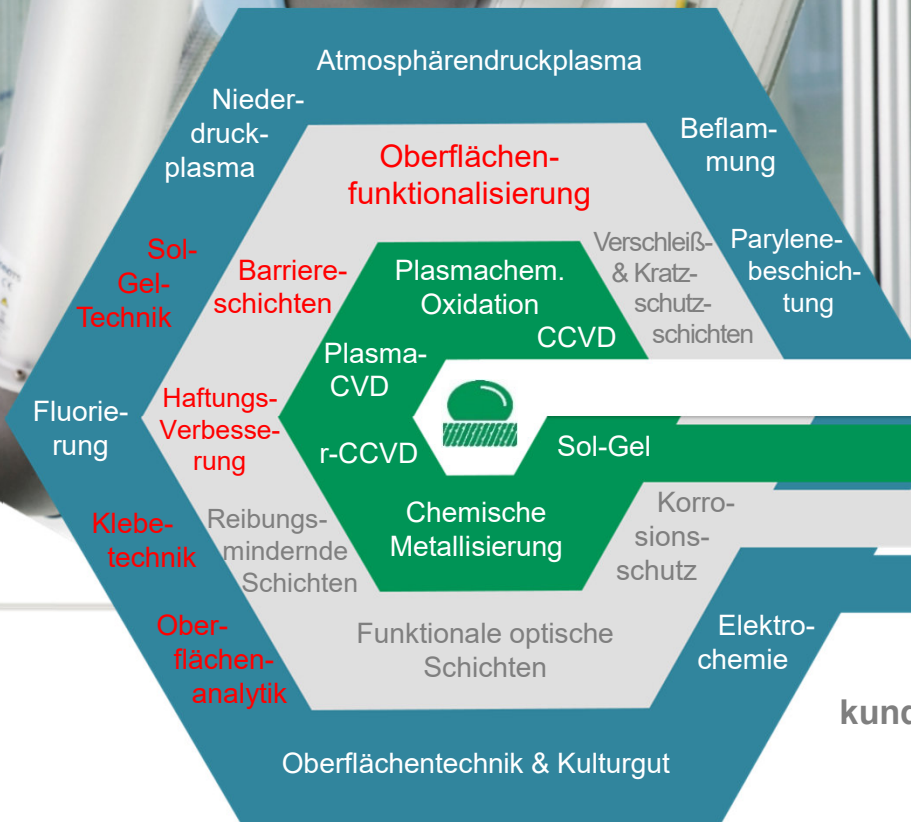 Atmosphärendruckplasma
Nieder-
druck-
plasma
Beflam-
mung
Oberflächen-
funktionalisierung
Sol-
Gel-
Technik
Barriere-
schichten
Plasmachem.
Oxidation
Verschleiß-
& Kratz-
schutz-
schichten
Parylene-
beschich-
tung
CCVD
Plasma-
CVD
Fluorie-
rung
Haftungs-
Verbesse-
rung
r-CCVD
Sol-Gel
Klebe-
technik
Reibungs-
mindernde
Schichten
Chemische
Metallisierung
Korro-
sions-
schutz
Ober-
flächen-
analytik
Funktionale optische
Schichten
Elektro-
chemie
kund
Oberflächentechnik & Kulturgut